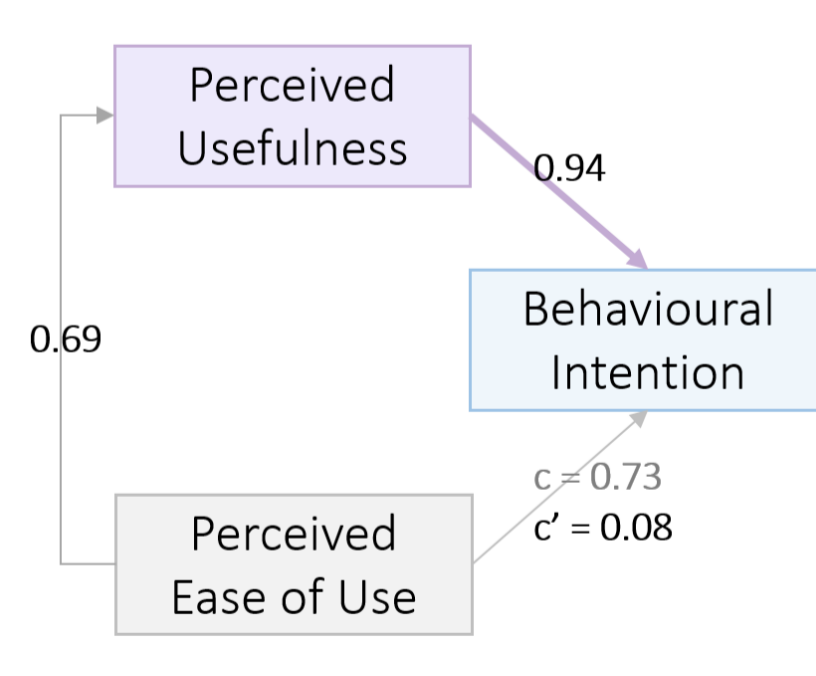 Perceived
Usefulness
0.94
Behavioural
Intention
0.69
c = 0.73
c’ = 0.08
Perceived
Ease of Use